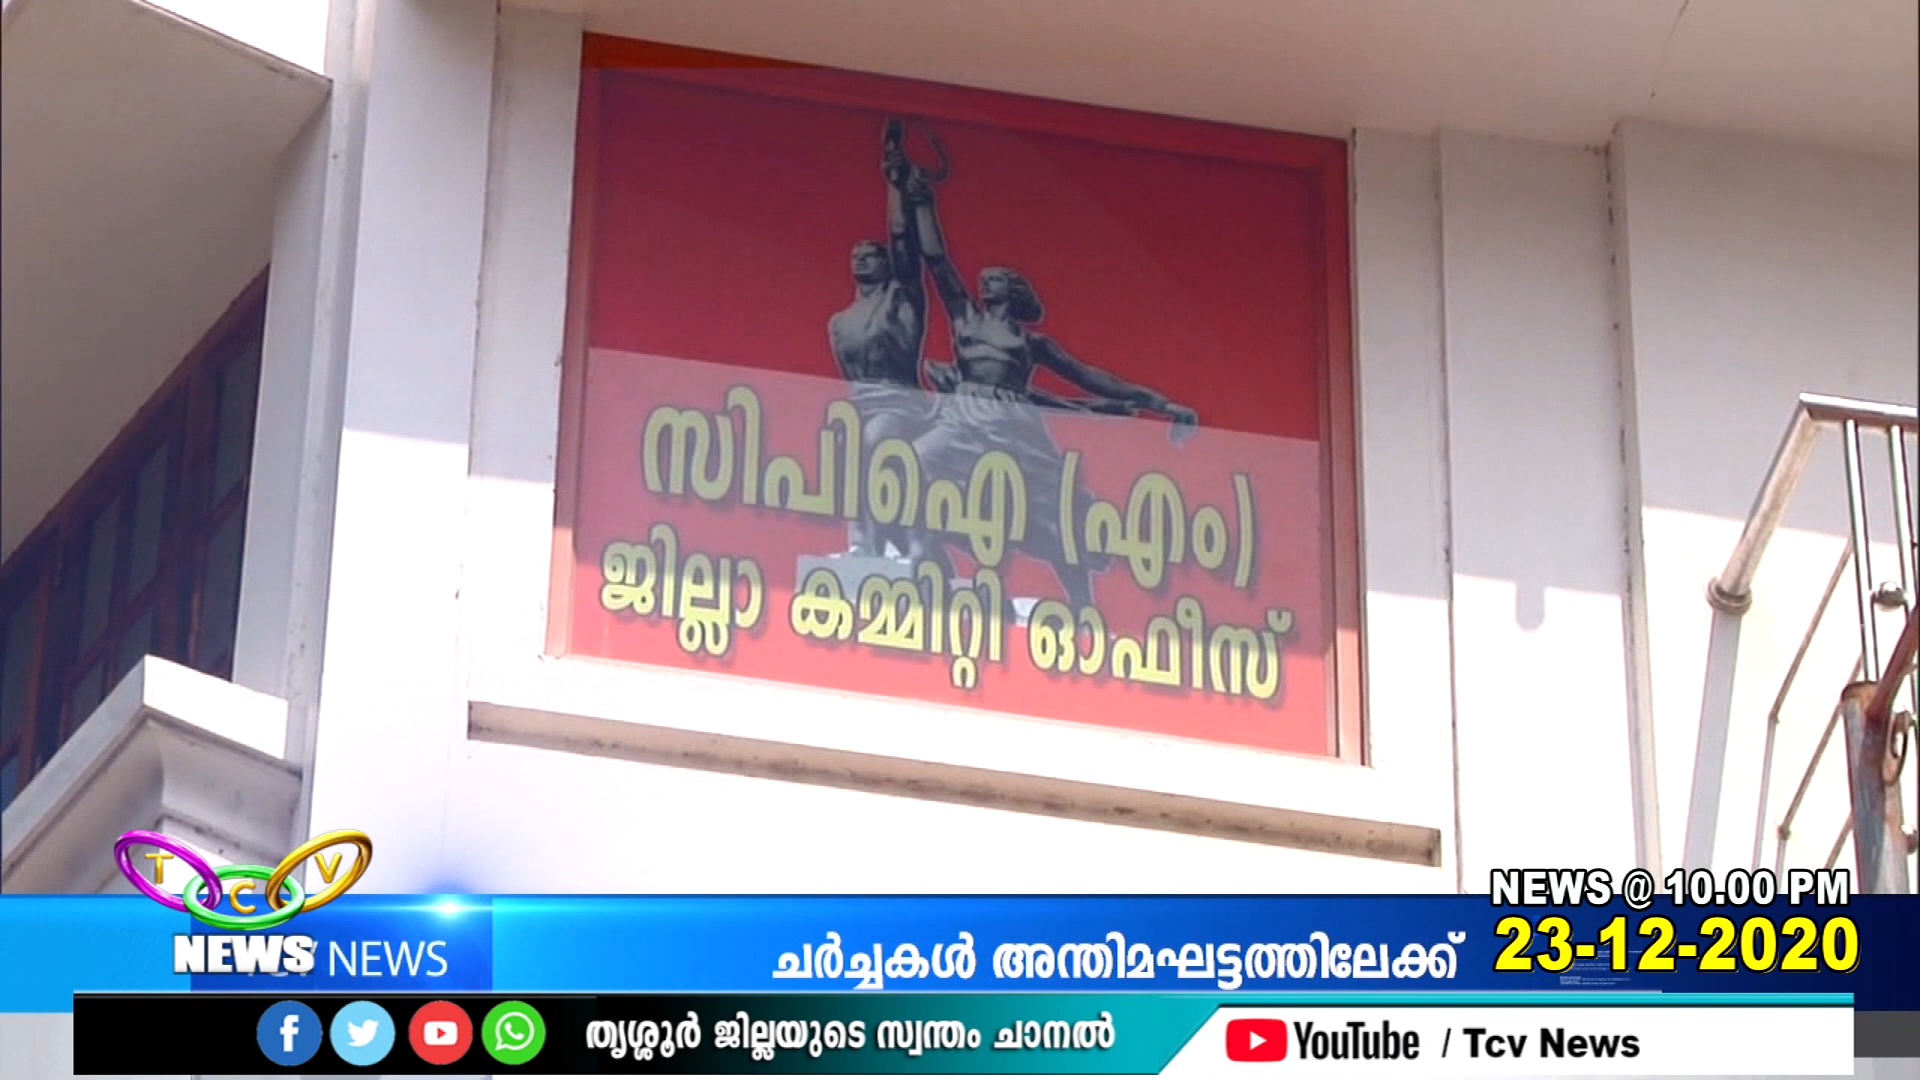 സിപിഐ (എം)
ജില്ലാ കമ്മിറ്റി ഓഫീസ്
T C V
NEWS
NEWS
ചർച്ചകൾ അന്തിമഘട്ടത്തിലേക്ക്
NEWS @ 10.00 PM
23-12-2020
തൃശ്ശൂർ ജില്ലയുടെ സ്വന്തം ചാനൽ
YouTube / Tcv News